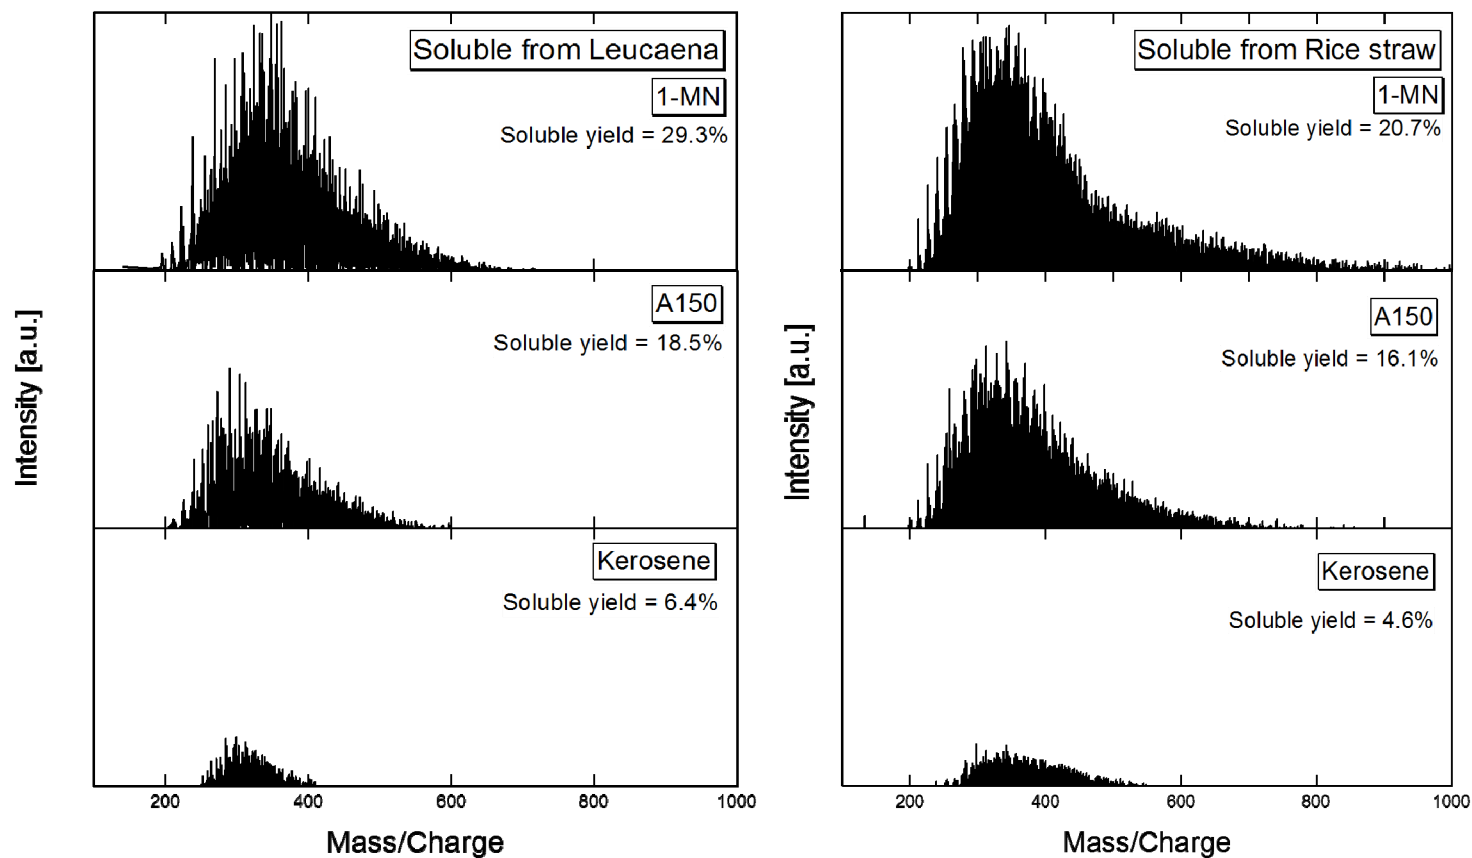 Soluble from Leucaena
1-MN
Soluble yield = 29.3%
A150
Soluble yield = 18.5%
Kerosene
Soluble yield = 6.4%
Intensity [a.u.]
200 400 600 800 1000
Mass/Charge
Soluble from Rice straw
1-MN
Soluble yield = 20.7%
A150
Soluble yield = 16.1%
Kerosene
Soluble yield = 4.6%
Intensity [a.u.]
200 400 600 800 1000
Mass/Charge